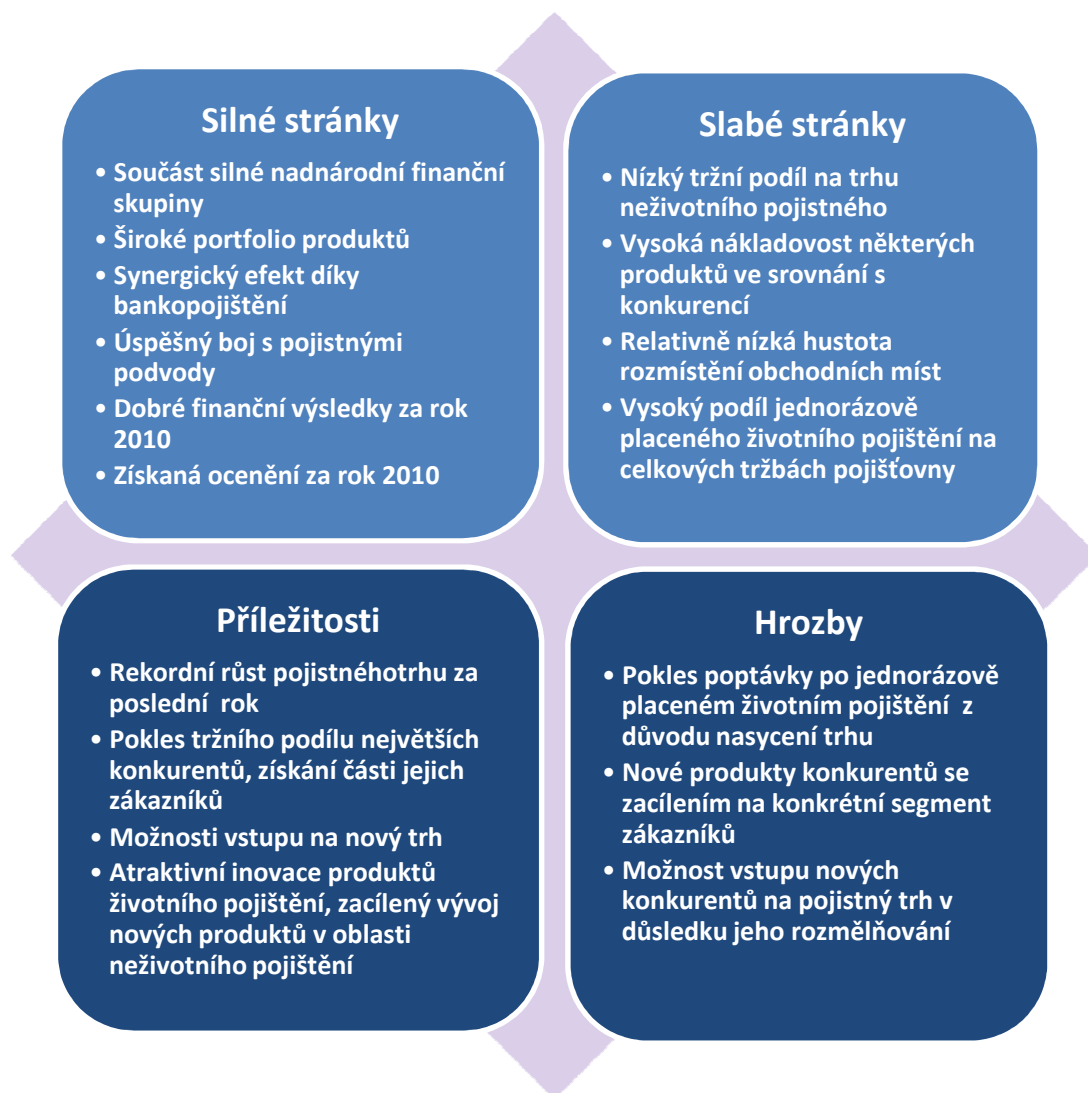 Silné stránky
• Součást silné nadnárodní finanční
skupiny
• Široké portfolio produktů
• Synergický efekt díky
bankopojištění
• Úspěšný boj s pojistnými
podvody
• Dobré finanční výsledky za rok
2010
• Získaná ocenění za rok 2010
Slabé stránky
• Nízký tržní podíl na trhu
neživotního pojistného
• Vysoká nákladovost některých
produktů ve srovnání s
konkurencí
• Relativně nízká hustota
rozmístění obchodních míst
• Vysoký podíl jednorázově
placeného životního pojištění na
celkových tržbách pojišťovny
Příležitosti
• Rekordní růst pojistnéhotrhu za
poslední rok
• Pokles tržního podílu největších
konkurentů, získání části jejich
zákazníků
• Možnosti vstupu na nový trh
• Atraktivní inovace produktů
životního pojištění, zacílený vývoj
nových produktů v oblasti
neživotního pojištění
Hrozby
• Pokles poptávky po jednorázově
placeném životním pojištění z
důvodu nasycení trhu
• Nové produkty konkurentů se
zacílením na konkrétní segment
zákazníků
• Možnost vstupu nových
konkurentů na pojistný trh v
důsledku jeho rozmělňování